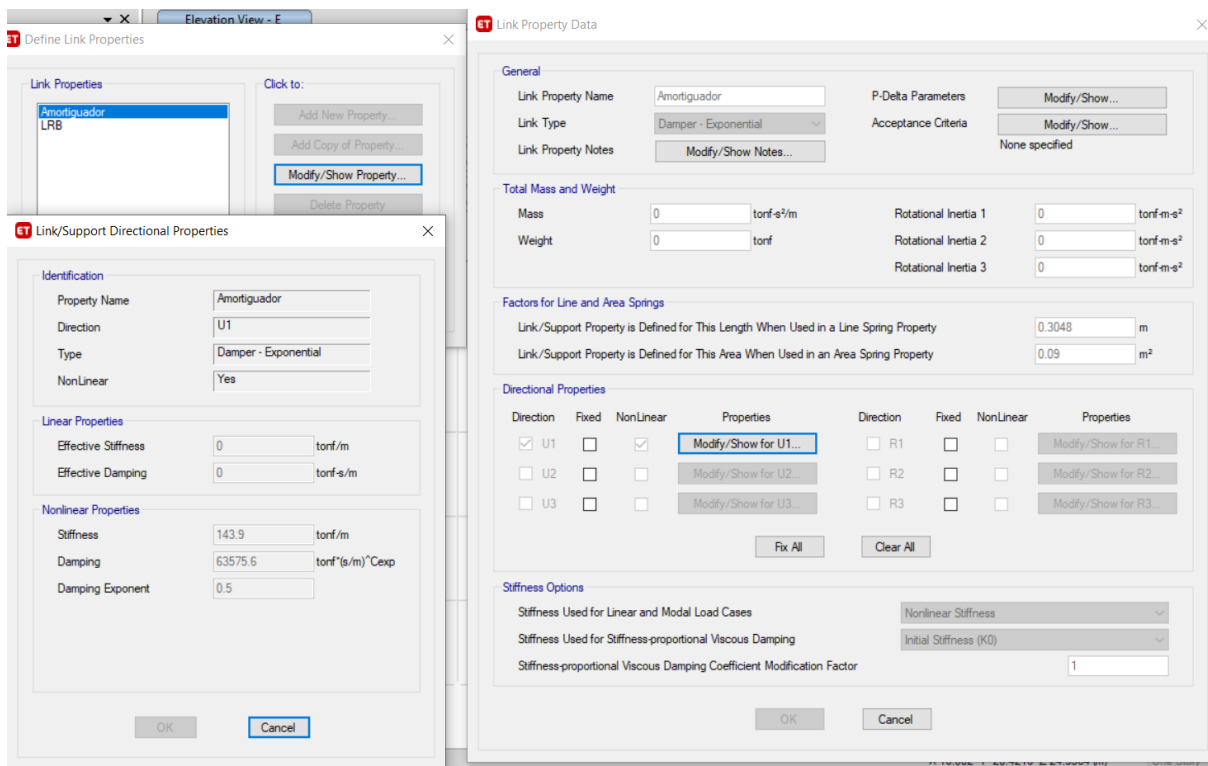 Elevation View - E
ET Define Link Properties
Link Properties
Click to:
Amortiguador
LRB
Add New Property...
Add Copy of Property...
Modify/Show Property...
Delete Property
ET Link/Support Directional Properties
Identification
Property Name Amortiguador
Direction U1
Type Damper - Exponential
NonLinear Yes
Linear Properties
Effective Stiffness 0 tonf/m
Effective Damping 0 tonf-s/m
Nonlinear Properties
Stiffness 143.9 tonf/m
Damping 63575.6 tonf*(s/m)^Cexp
Damping Exponent 0.5
OK Cancel
ET Link Property Data
General
Link Property Name Amortiguador P-Delta Parameters Modify/Show...
Link Type Damper - Exponential Acceptance Criteria Modify/Show...
Link Property Notes Modify/Show Notes... None specified
Total Mass and Weight
Mass 0 tonf-s²/m Rotational Inertia 1 0 tonf-m-s²
Weight 0 tonf Rotational Inertia 2 0 tonf-m-s²
Rotational Inertia 3 0 tonf-m-s²
Factors for Line and Area Springs
Link/Support Property is Defined for This Length When Used in a Line Spring Property 0.3048 m
Link/Support Property is Defined for This Area When Used in an Area Spring Property 0.09 m²
Directional Properties
Direction Fixed NonLinear Properties Direction Fixed NonLinear Properties
U1 Modify/Show for U1... R1 Modify/Show for R1...
U2 Modify/Show for U2... R2 Modify/Show for R2...
U3 Modify/Show for U3... R3 Modify/Show for R3...
Fix All Clear All
Stiffness Options
Stiffness Used for Linear and Modal Load Cases Nonlinear Stiffness
Stiffness Used for Stiffness-proportional Viscous Damping Initial Stiffness (K0)
Stiffness-proportional Viscous Damping Coefficient Modification Factor 1
OK Cancel